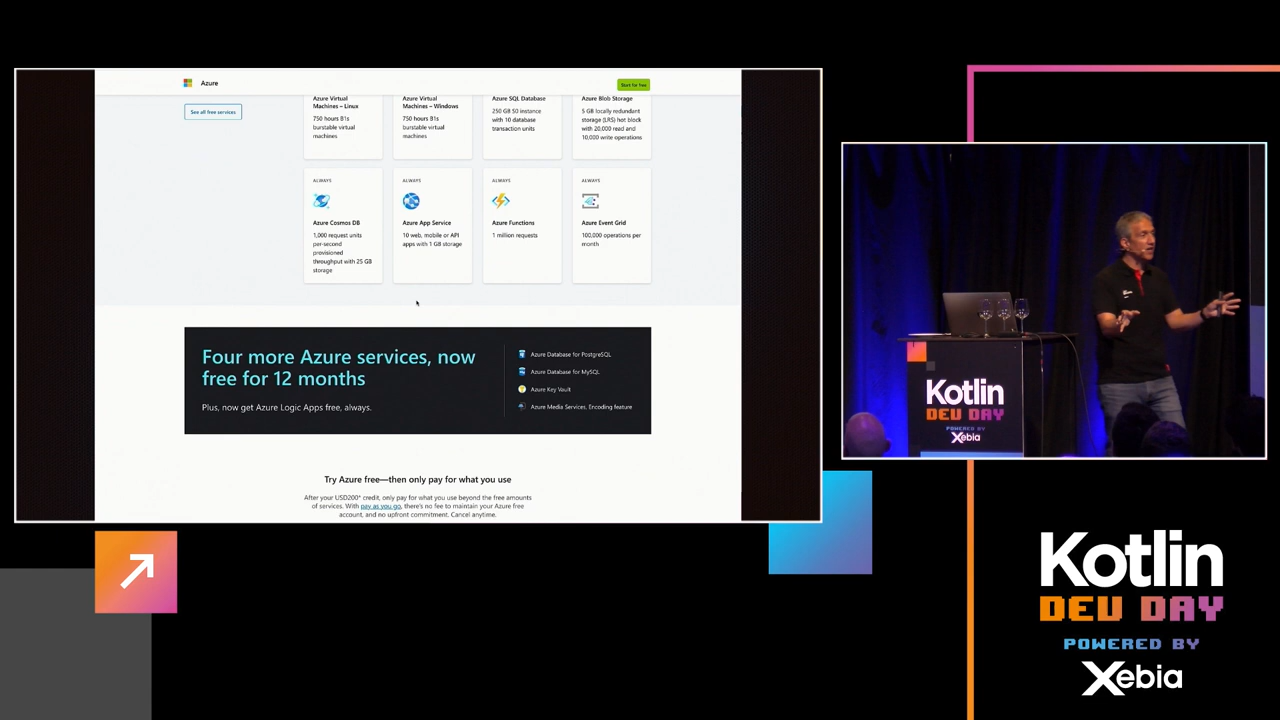 Azure
Start for free
See all free services
Azure Virtual
Machines – Linux
750 hours B1s
burstable virtual
machines
Azure Virtual
Machines – Windows
750 hours B1s
burstable virtual
machines
Azure SQL Database
250 GB S0 instance
with 10 database
transaction units
Azure Blob Storage
5 GB locally redundant
storage (LRS) hot block
with 20,000 read and
10,000 write operations
ALWAYS
Azure Cosmos DB
1,000 request units
per-second
provisioned
throughput with 25 GB
storage
ALWAYS
Azure App Service
10 web, mobile or API
apps with 1 GB storage
ALWAYS
Azure Functions
1 million requests
ALWAYS
Azure Event Grid
100,000 operations per
month
Four more Azure services, now
free for 12 months
Plus, now get Azure Logic Apps free, always.
Azure Database for PostgreSQL
Azure Database for MySQL
Azure Key Vault
Azure Media Services, Encoding feature
Try Azure free—then only pay for what you use
After your USD200* credit, only pay for what you use beyond the free amounts
of services. With pay as you go, there's no fee to maintain your Azure free
account, and no upfront commitment. Cancel anytime.
Kotlin
DEV DAY
POWERED BY
Xebia
Kotlin
DEV DAY
POWERED BY
Xebia